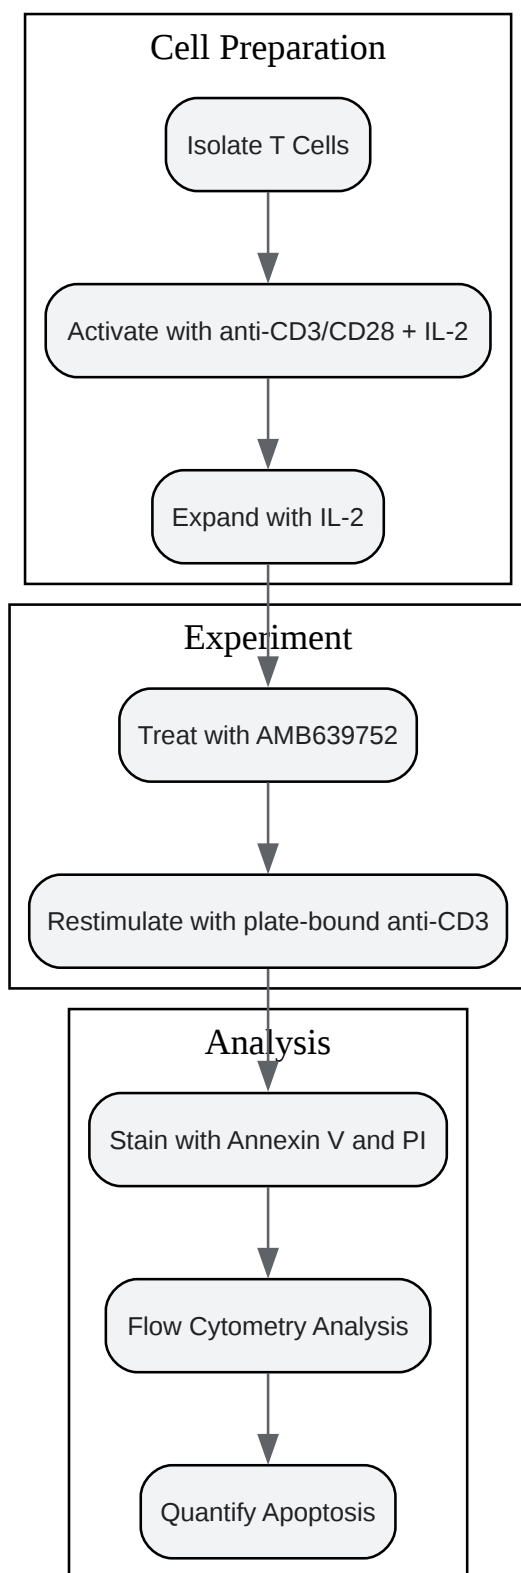 Cell Preparation
Isolate T Cells
Activate with anti-CD3/CD28 + IL-2
Expand with IL-2
Experiment
Treat with AMB639752
Restimulate with plate-bound anti-CD3
Analysis
Stain with Annexin V and PI
Flow Cytometry Analysis
Quantify Apoptosis